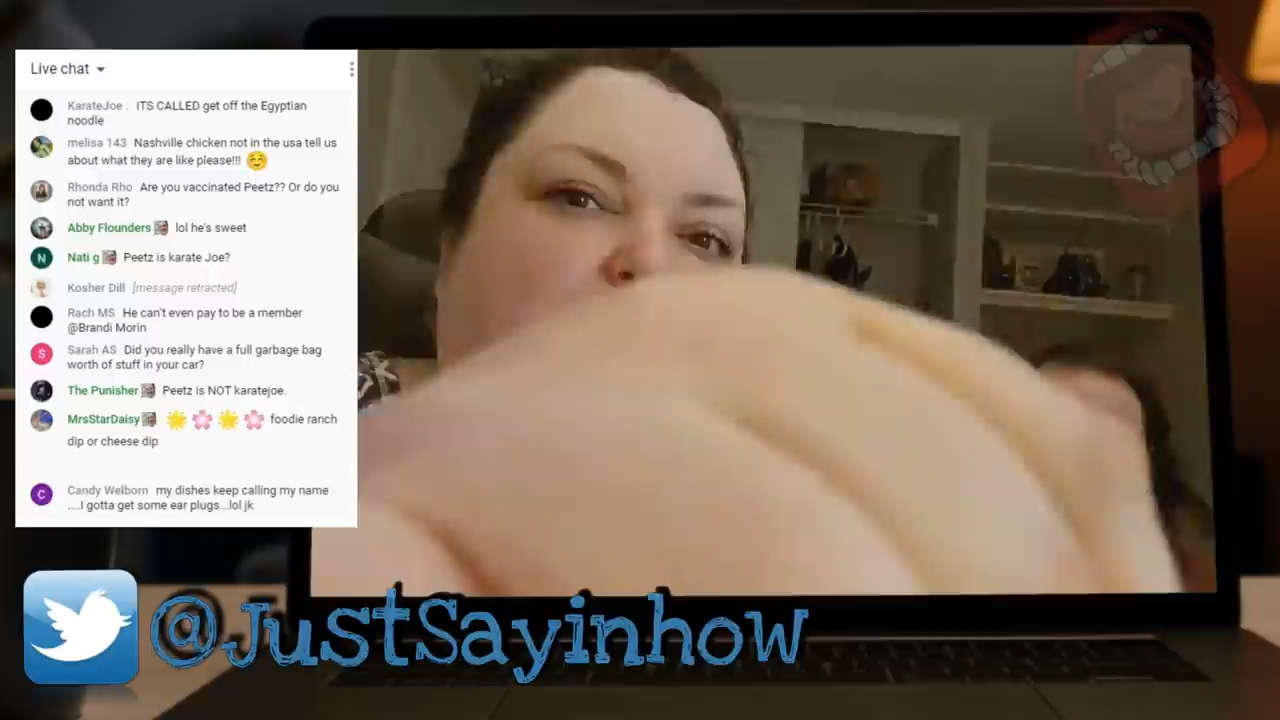 Live chat
KarateJoe . ITS CALLED get off the Egyptian
noodle
melisa 143 Nashville chicken not in the usa tell us
about what they are like please!!! ☺️
Rhonda Rho Are you vaccinated Peetz?? Or do you
not want it?
Abby Flounders lol he's sweet
N Nati g Peetz is karate Joe?
Kosher Dill [message retracted]
Rach MS He can't even pay to be a member
@Brandi Morin
S Sarah AS Did you really have a full garbage bag
worth of stuff in your car?
The Punisher Peetz is NOT karatejoe.
MrsStarDaisy 🌟🌸🌟🌸 foodie ranch
dip or cheese dip
C Candy Welborn my dishes keep calling my name
....I gotta get some ear plugs...lol jk
@JustSayinhow